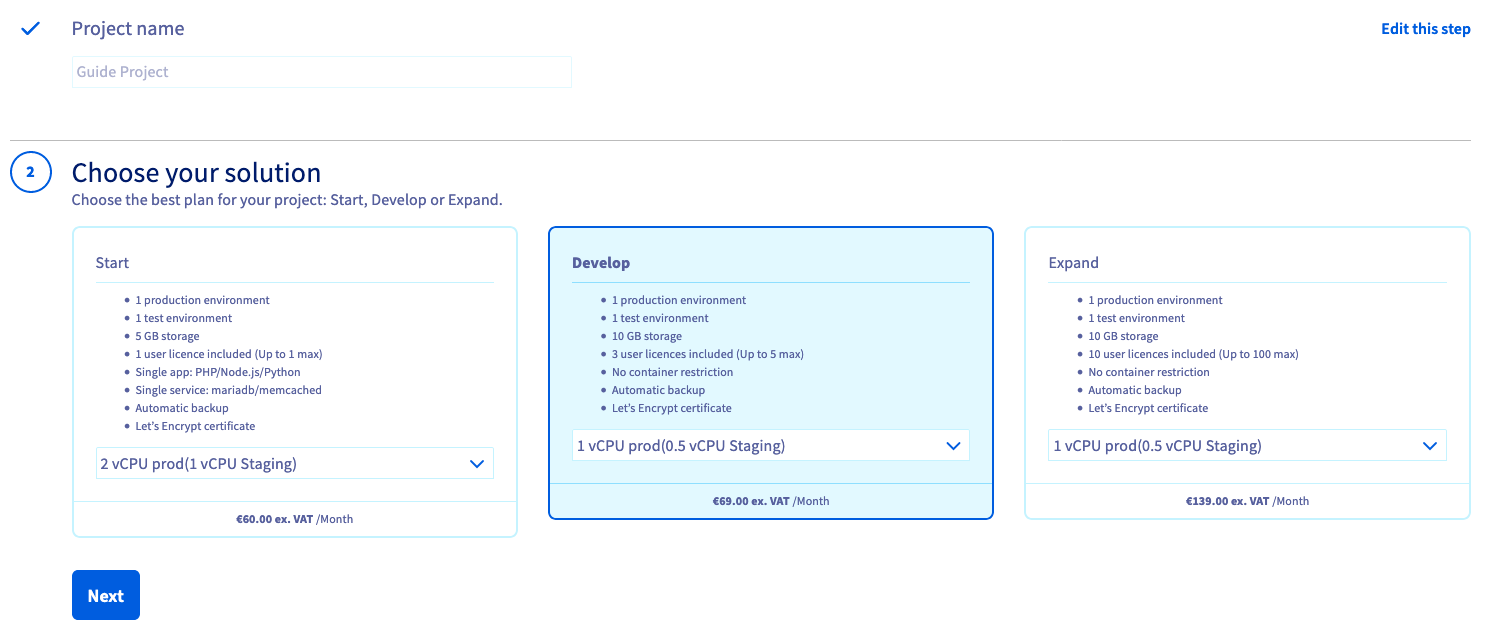 Project name
Edit this step
Guide Project
2
Choose your solution
Choose the best plan for your project: Start, Develop or Expand.
Start
1 production environment
1 test environment
5 GB storage
1 user licence included (Up to 1 max)
Single app: PHP/Node.js/Python
Single service: mariadb/memcached
Automatic backup
Let's Encrypt certificate
2 vCPU prod(1 vCPU Staging)
€60.00 ex. VAT /Month
Develop
1 production environment
1 test environment
10 GB storage
3 user licences included (Up to 5 max)
No container restriction
Automatic backup
Let's Encrypt certificate
1 vCPU prod(0.5 vCPU Staging)
€69.00 ex. VAT /Month
Expand
1 production environment
1 test environment
10 GB storage
10 user licences included (Up to 100 max)
No container restriction
Automatic backup
Let's Encrypt certificate
1 vCPU prod(0.5 vCPU Staging)
€139.00 ex. VAT /Month
Next